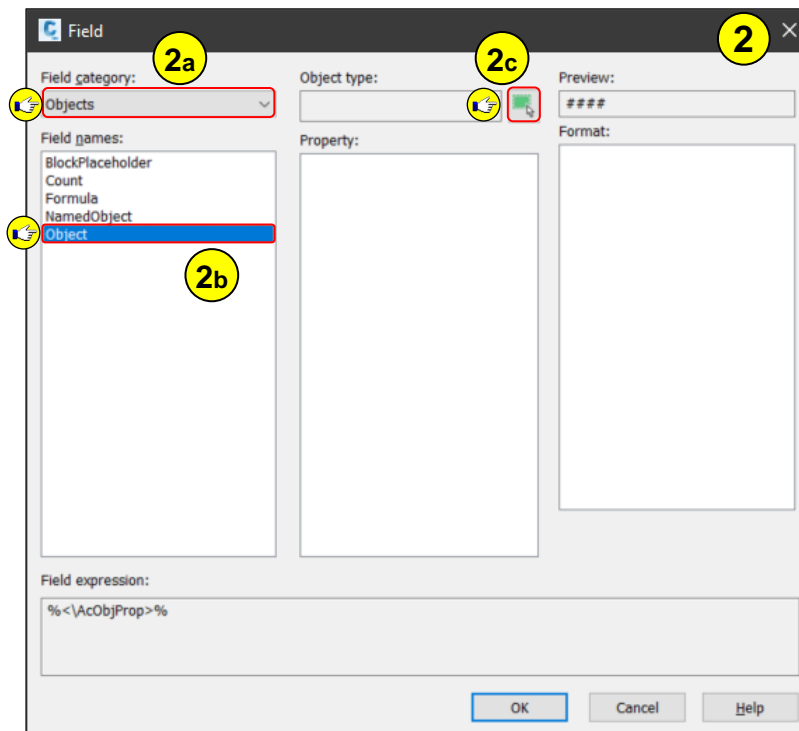 Field
2
2a
2c
Field category:
Object type:
Preview:
Objects
####
Field names:
Property:
Format:
BlockPlaceholder
Count
Formula
NamedObject
Object
2b
Field expression:
%<\AcObjProp>%
OK
Cancel
Help